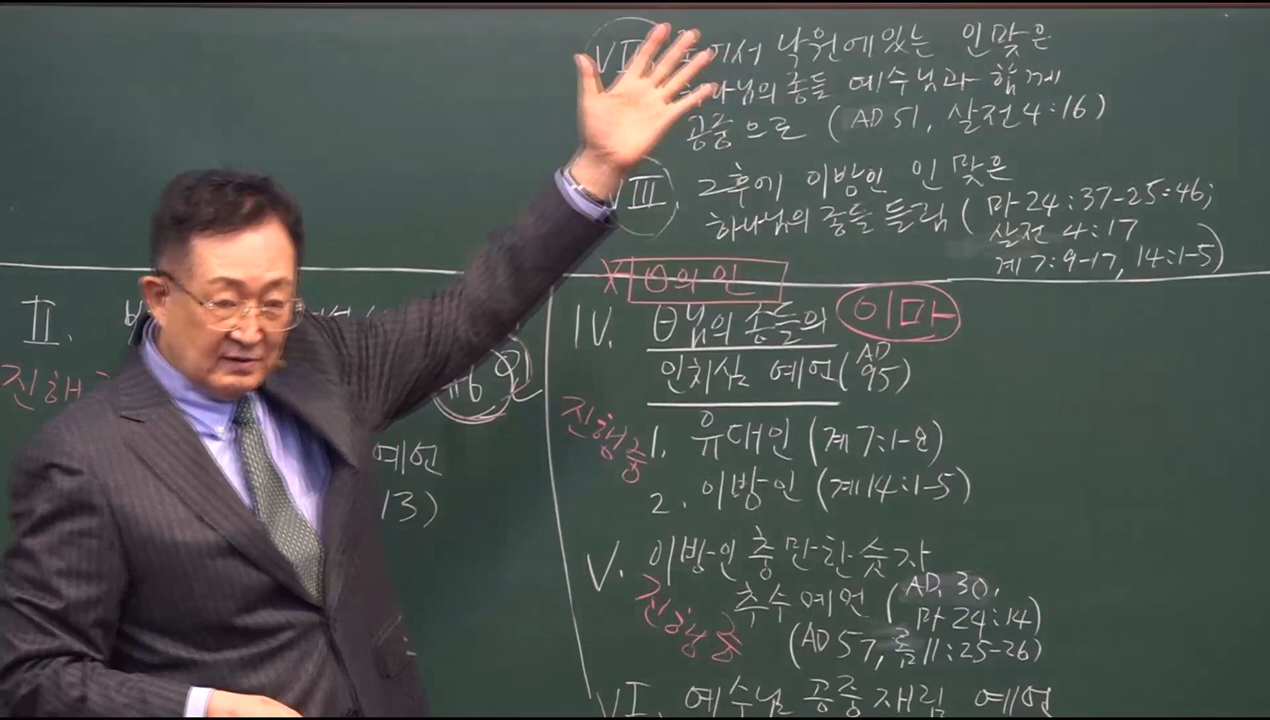 VII. 낙원에 있는 인맞은
하나님의 종들 예수님과 함께
공중으로 (AD 51, 살전 4:16)
VIII. 그후에 이방인 인 맞은
하나님의 종들 들림 (마 24:37-25:46;
살전 4:17
계 7:9-17, 14:1-5)
θ의 인
II.
진행
예언
13)
IV. θ님의 종들의 이마
인치심 예언 (AD 95)
진행중
1. 유대인 (계 7:1-8)
2. 이방인 (계 14:1-5)
V. 이방인 충만한 숫자
진행중
추수 예언 (AD 30,
마 24:14)
(AD 57, 롬 11:25-26)
VI. 예수님 공중재림 예언